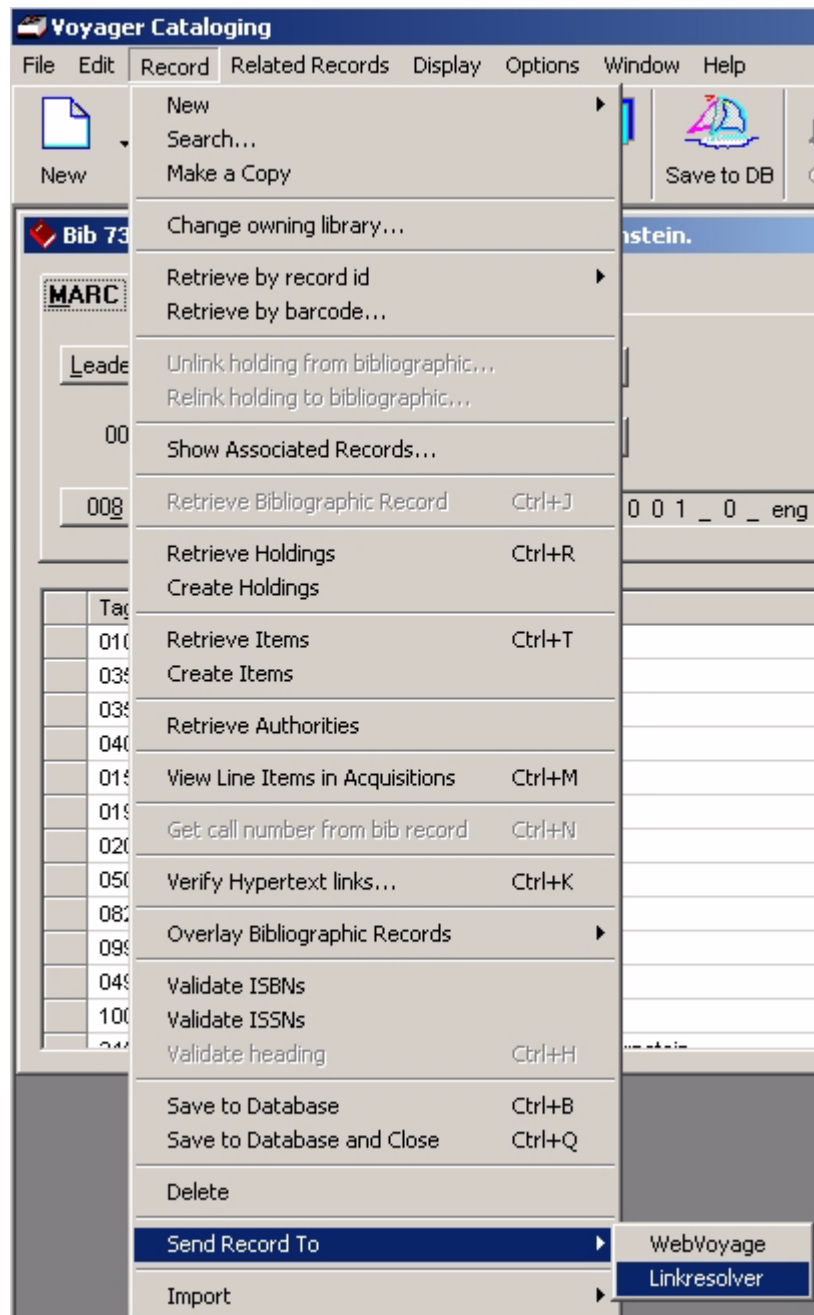 Voyager Cataloging
File Edit Record Related Records Display Options Window Help
New
Save to DB
New
Search...
Make a Copy
Change owning library...
Retrieve by record id
Retrieve by barcode...
Unlink holding from bibliographic...
Relink holding to bibliographic...
Show Associated Records...
Retrieve Bibliographic Record Ctrl+J
Retrieve Holdings Ctrl+R
Create Holdings
Retrieve Items Ctrl+T
Create Items
Retrieve Authorities
View Line Items in Acquisitions Ctrl+M
Get call number from bib record Ctrl+N
Verify Hypertext links... Ctrl+K
Overlay Bibliographic Records
Validate ISBNs
Validate ISSNs
Validate heading Ctrl+H
Save to Database Ctrl+B
Save to Database and Close Ctrl+Q
Delete
Send Record To
Import
WebVoyage
Linkresolver
Bib 73
nstein.
MARC
Leade
00
008
0 0 1 _ 0 _ eng
Tag
010
035
035
040
015
019
020
050
082
099
049
100